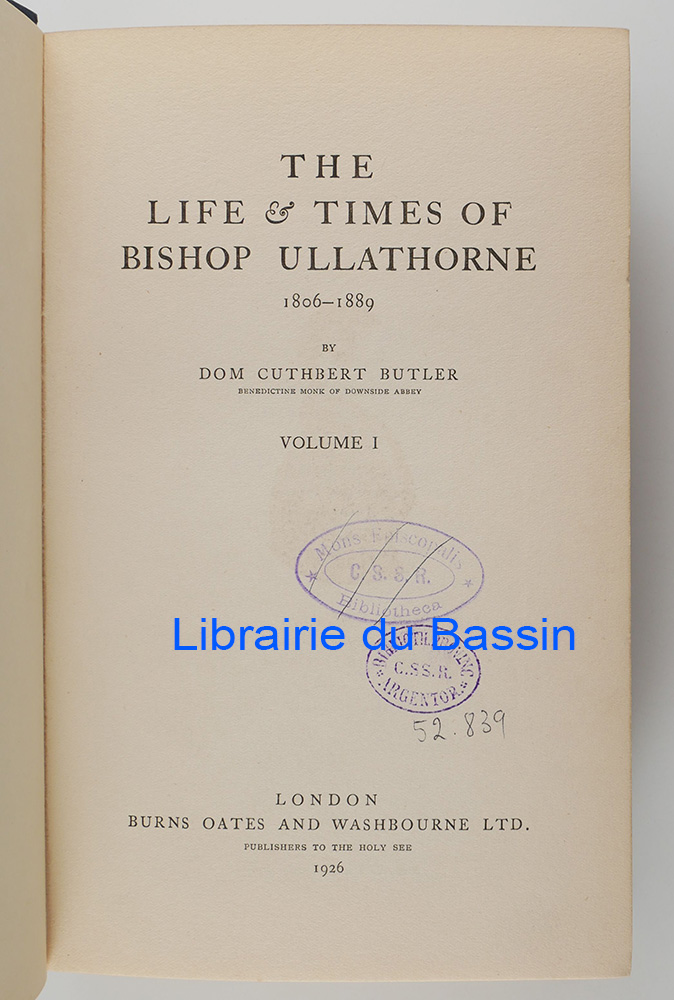 THE
LIFE & TIMES OF
BISHOP ULLATHORNE
1806–1889
BY
DOM CUTHBERT BUTLER
BENEDICTINE MONK OF DOWNSIDE ABBEY
VOLUME I
Mons Episcopalis
C. S. S. R.
Bibliotheca
Librairie du Bassin
C.SS.R.
ARGENTOR.
52.839
LONDON
BURNS OATES AND WASHBOURNE LTD.
PUBLISHERS TO THE HOLY SEE
1926